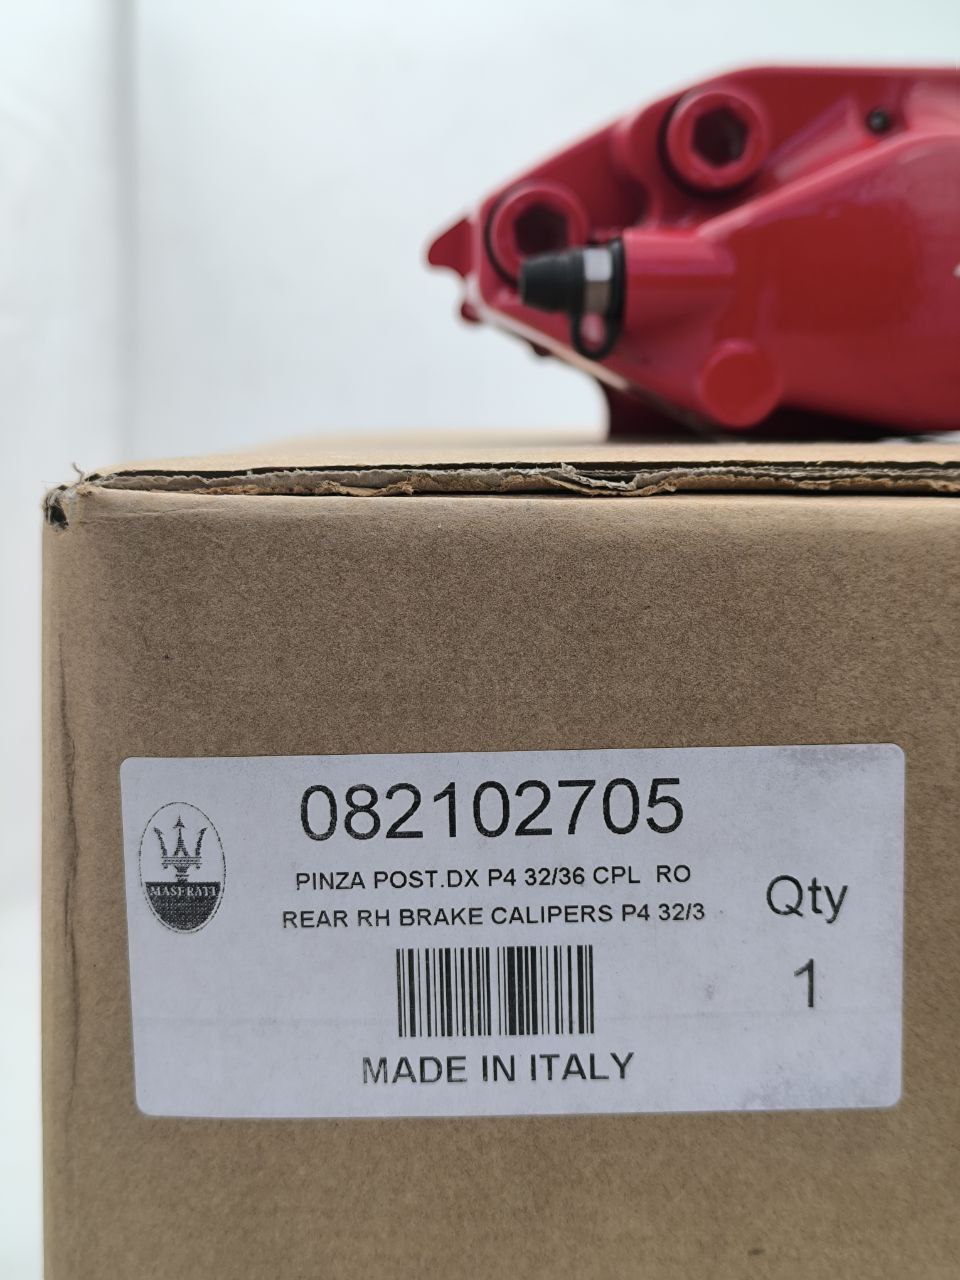 082102705
PINZA POST.DX P4 32/36 CPL RO
REAR RH BRAKE CALIPERS P4 32/3
MASERATI
Qty
1
MADE IN ITALY